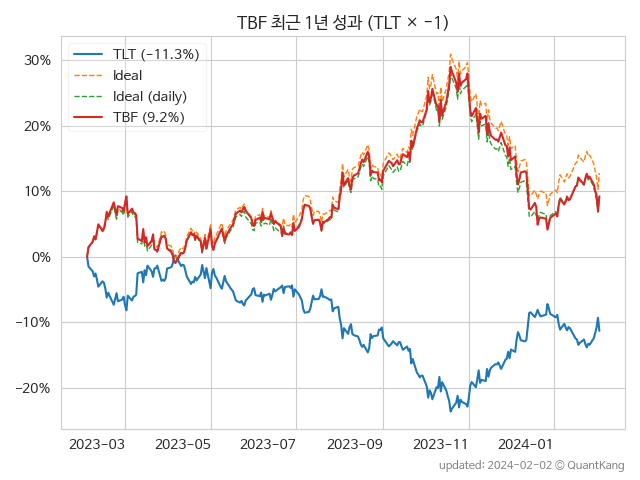 TBF 최근 1년 성과 (TLT × −1)
TLT (−11.3%)
Ideal
Ideal (daily)
TBF (9.2%)
30%
20%
10%
0%
−10%
−20%
2023-03
2023-05
2023-07
2023-09
2023-11
2024-01
updated: 2024-02-02 © QuantKang